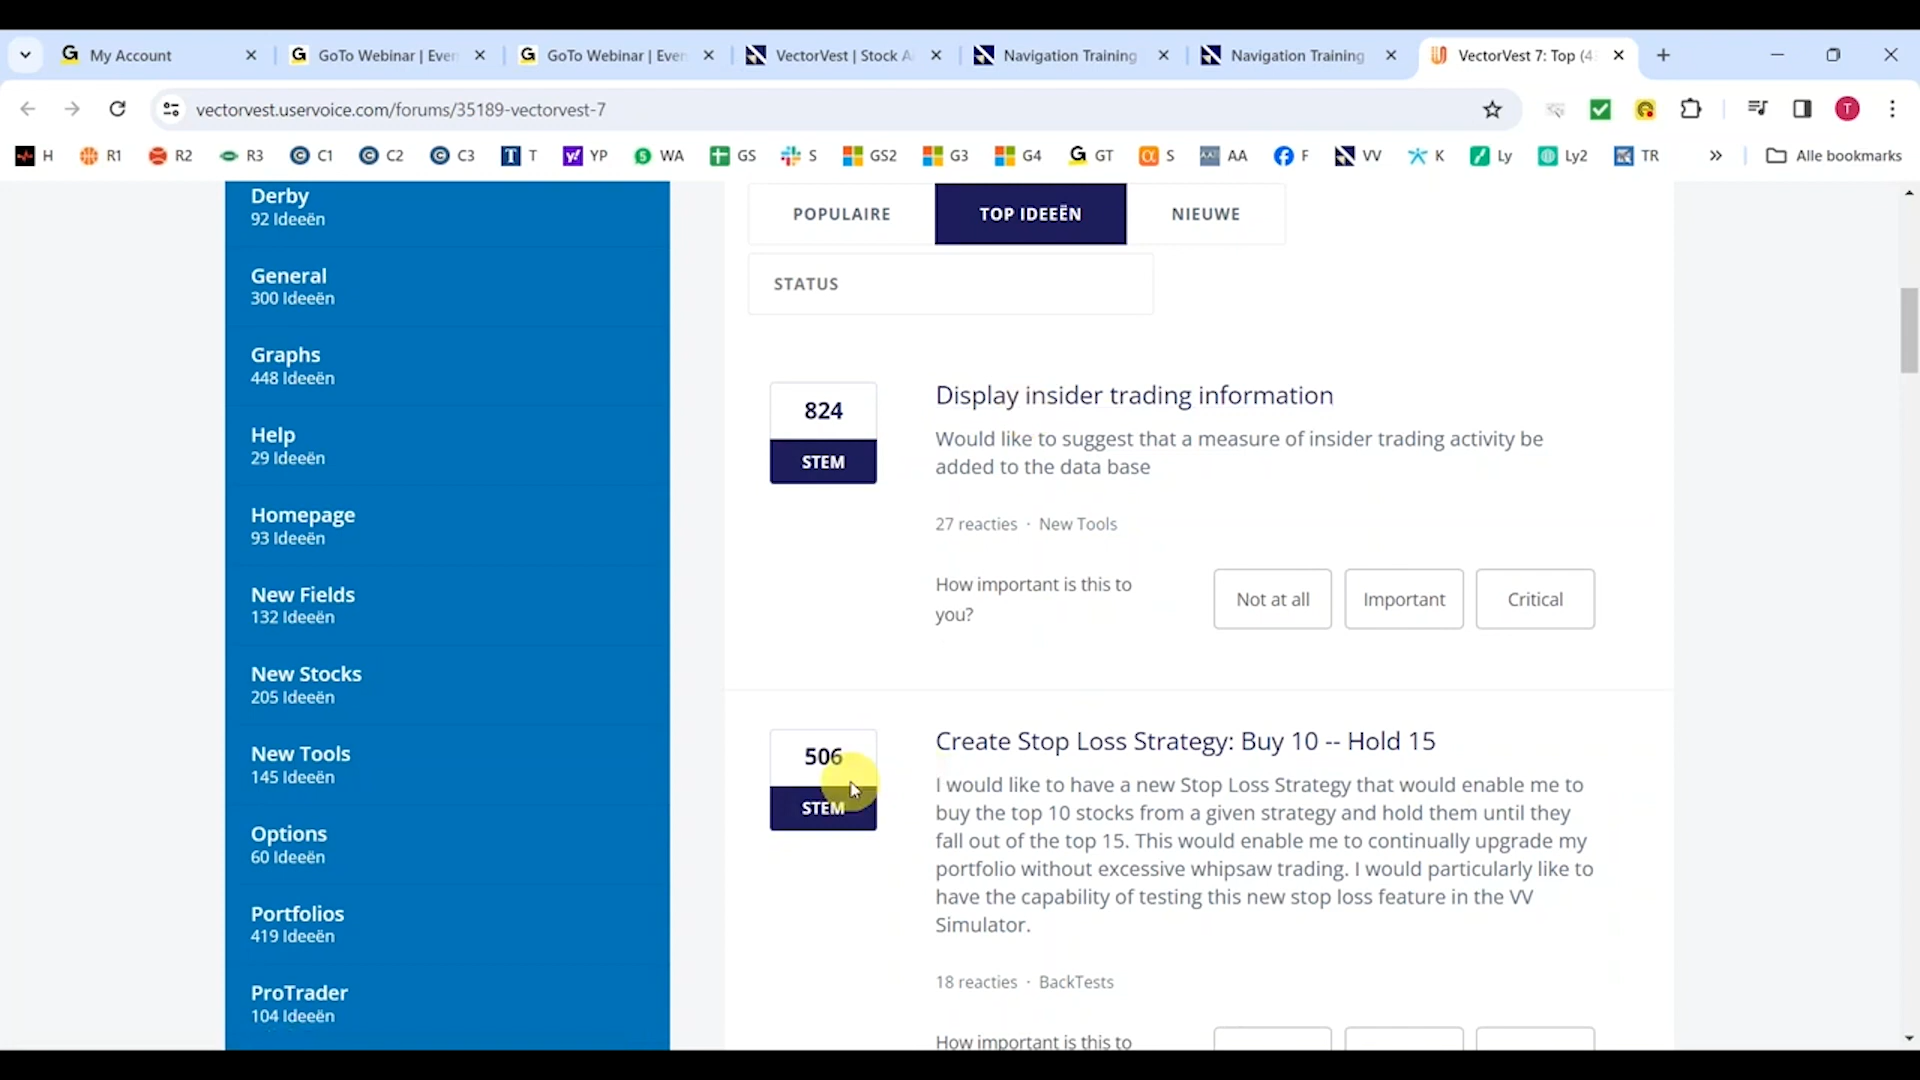 My Account
GoTo Webinar | Even
GoTo Webinar | Even
VectorVest | Stock A
Navigation Training
Navigation Training
VectorVest 7: Top (4
vectorvest.uservoice.com/forums/35189-vectorvest-7
T
H
R1
R2
R3
C1
C2
C3
T
YP
WA
GS
S
GS2
G3
G4
GT
S
AA
F
VV
K
Ly
Ly2
TR
Alle bookmarks
Derby
92 Ideeën
General
300 Ideeën
Graphs
448 Ideeën
Help
29 Ideeën
Homepage
93 Ideeën
New Fields
132 Ideeën
New Stocks
205 Ideeën
New Tools
145 Ideeën
Options
60 Ideeën
Portfolios
419 Ideeën
ProTrader
104 Ideeën
POPULAIRE
TOP IDEEËN
NIEUWE
STATUS
824
STEM
Display insider trading information
Would like to suggest that a measure of insider trading activity be
added to the data base
27 reacties · New Tools
How important is this to
you?
Not at all
Important
Critical
506
STEM
Create Stop Loss Strategy: Buy 10 -- Hold 15
I would like to have a new Stop Loss Strategy that would enable me to
buy the top 10 stocks from a given strategy and hold them until they
fall out of the top 15. This would enable me to continually upgrade my
portfolio without excessive whipsaw trading. I would particularly like to
have the capability of testing this new stop loss feature in the VV
Simulator.
18 reacties · BackTests
How important is this to